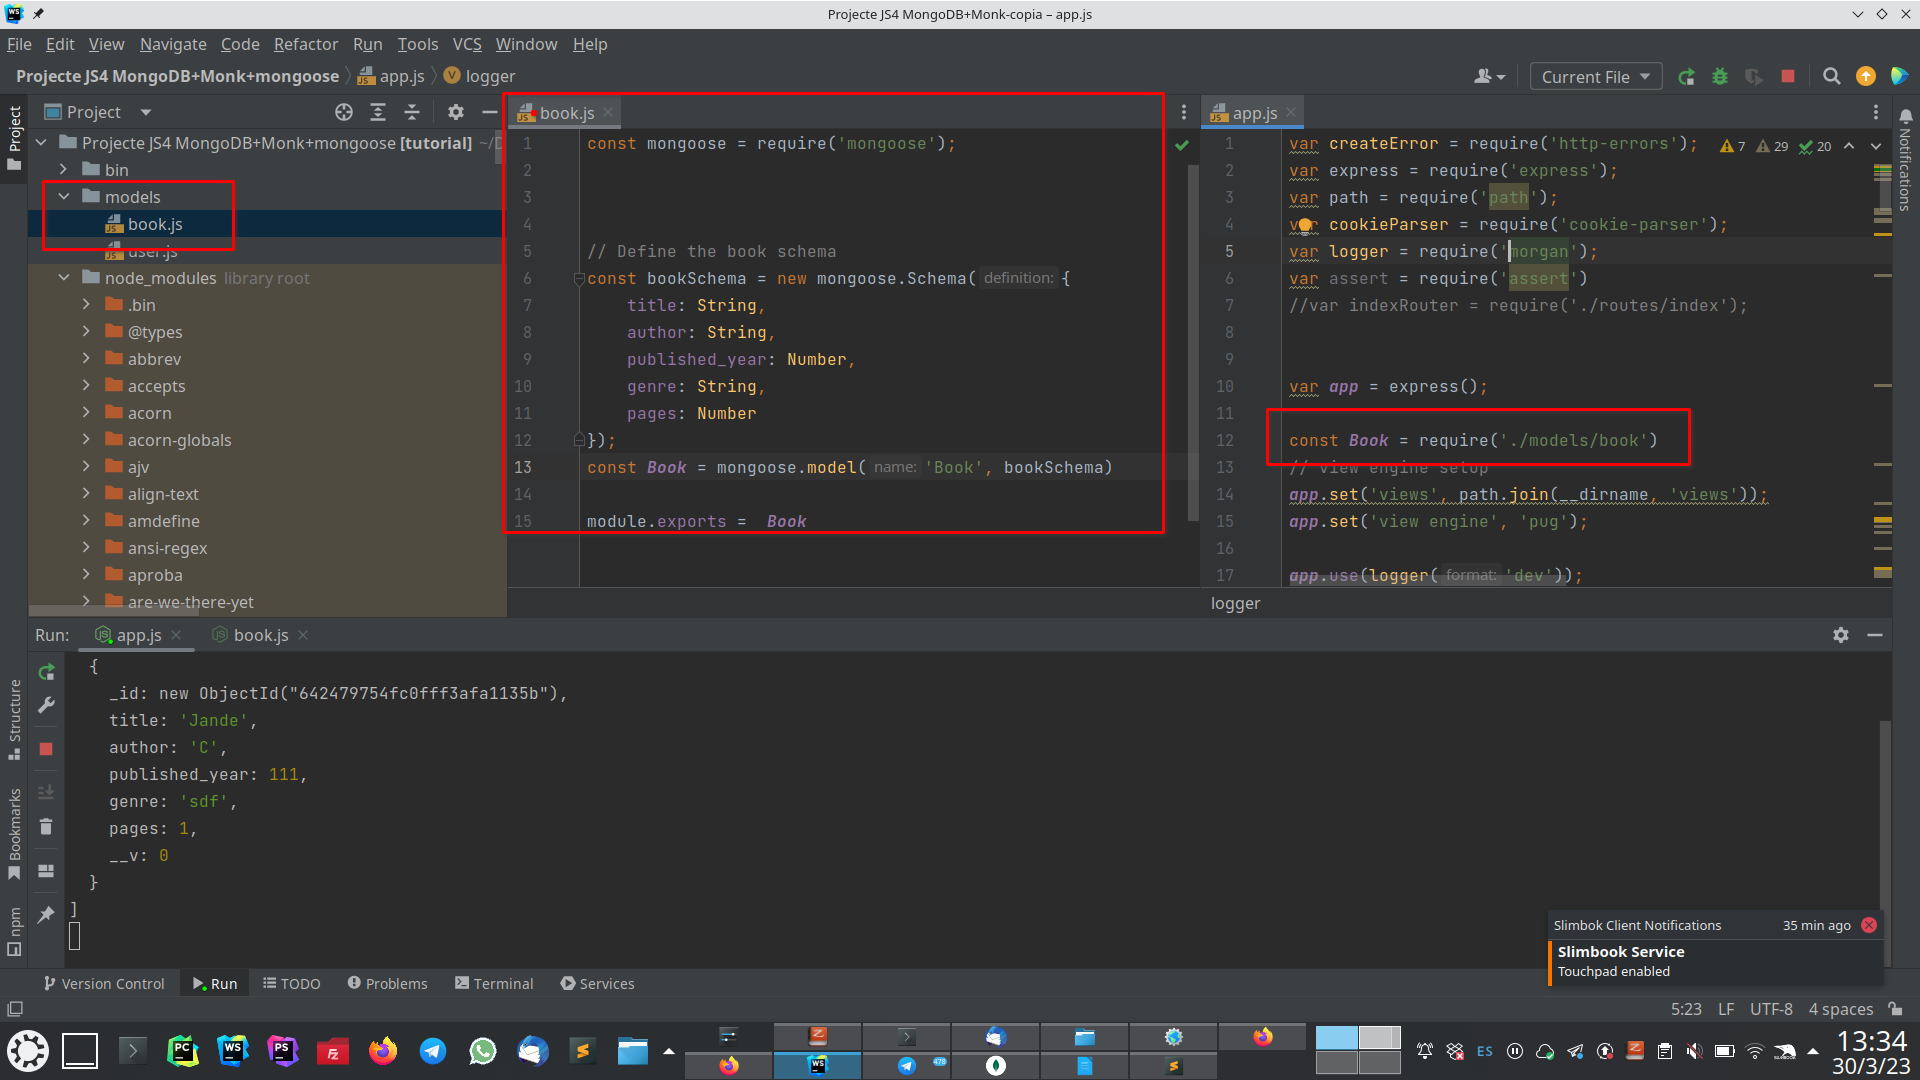 Projecte JS4 MongoDB+Monk-copia – app.js
File Edit View Navigate Code Refactor Run Tools VCS Window Help
Projecte JS4 MongoDB+Monk+mongoose app.js logger
Current File
Project
Project
Projecte JS4 MongoDB+Monk+mongoose [tutorial] ~/D
bin
models
book.js
user.js
node_modules library root
.bin
@types
abbrev
accepts
acorn
acorn-globals
ajv
align-text
amdefine
ansi-regex
aproba
are-we-there-yet
book.js
1 const mongoose = require('mongoose');
2
3
4
5 // Define the book schema
6 const bookSchema = new mongoose.Schema( definition: {
7 title: String,
8 author: String,
9 published_year: Number,
10 genre: String,
11 pages: Number
12 });
13 const Book = mongoose.model( name: 'Book', bookSchema)
14
15 module.exports = Book
app.js
7 29 20
1 var createError = require('http-errors');
2 var express = require('express');
3 var path = require('path');
4 var cookieParser = require('cookie-parser');
5 var logger = require('morgan');
6 var assert = require('assert')
7 //var indexRouter = require('./routes/index');
8
9
10 var app = express();
11
12 const Book = require('./models/book')
13 // view engine setup
14 app.set('views', path.join(__dirname, 'views'));
15 app.set('view engine', 'pug');
16
17 app.use(logger( format: 'dev'));
logger
Notifications
Run: app.js book.js
{
_id: new ObjectId("642479754fc0fff3afa1135b"),
title: 'Jande',
author: 'C',
published_year: 111,
genre: 'sdf',
pages: 1,
__v: 0
}
]
Structure
Bookmarks
npm
Slimbok Client Notifications 35 min ago
Slimbook Service
Touchpad enabled
Version Control Run TODO Problems Terminal Services
5:23 LF UTF-8 4 spaces
PC WS PS Fz
WS 478
ES
13:34
30/3/23